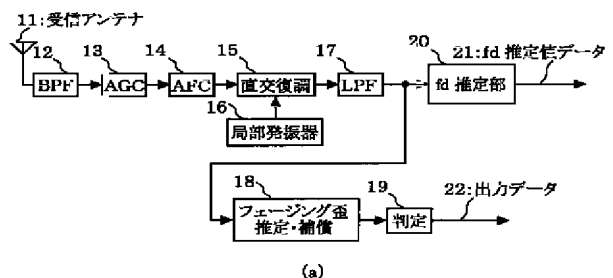 11:受信アンテナ
12
13
14
15
17
20
21:fd 推定値データ
BPF
AGC
AFC
直交復調
LPF
fd 推定部
16
局部発振器
18
19
22:出力データ
フェージング歪
推定・補償
判定
(a)